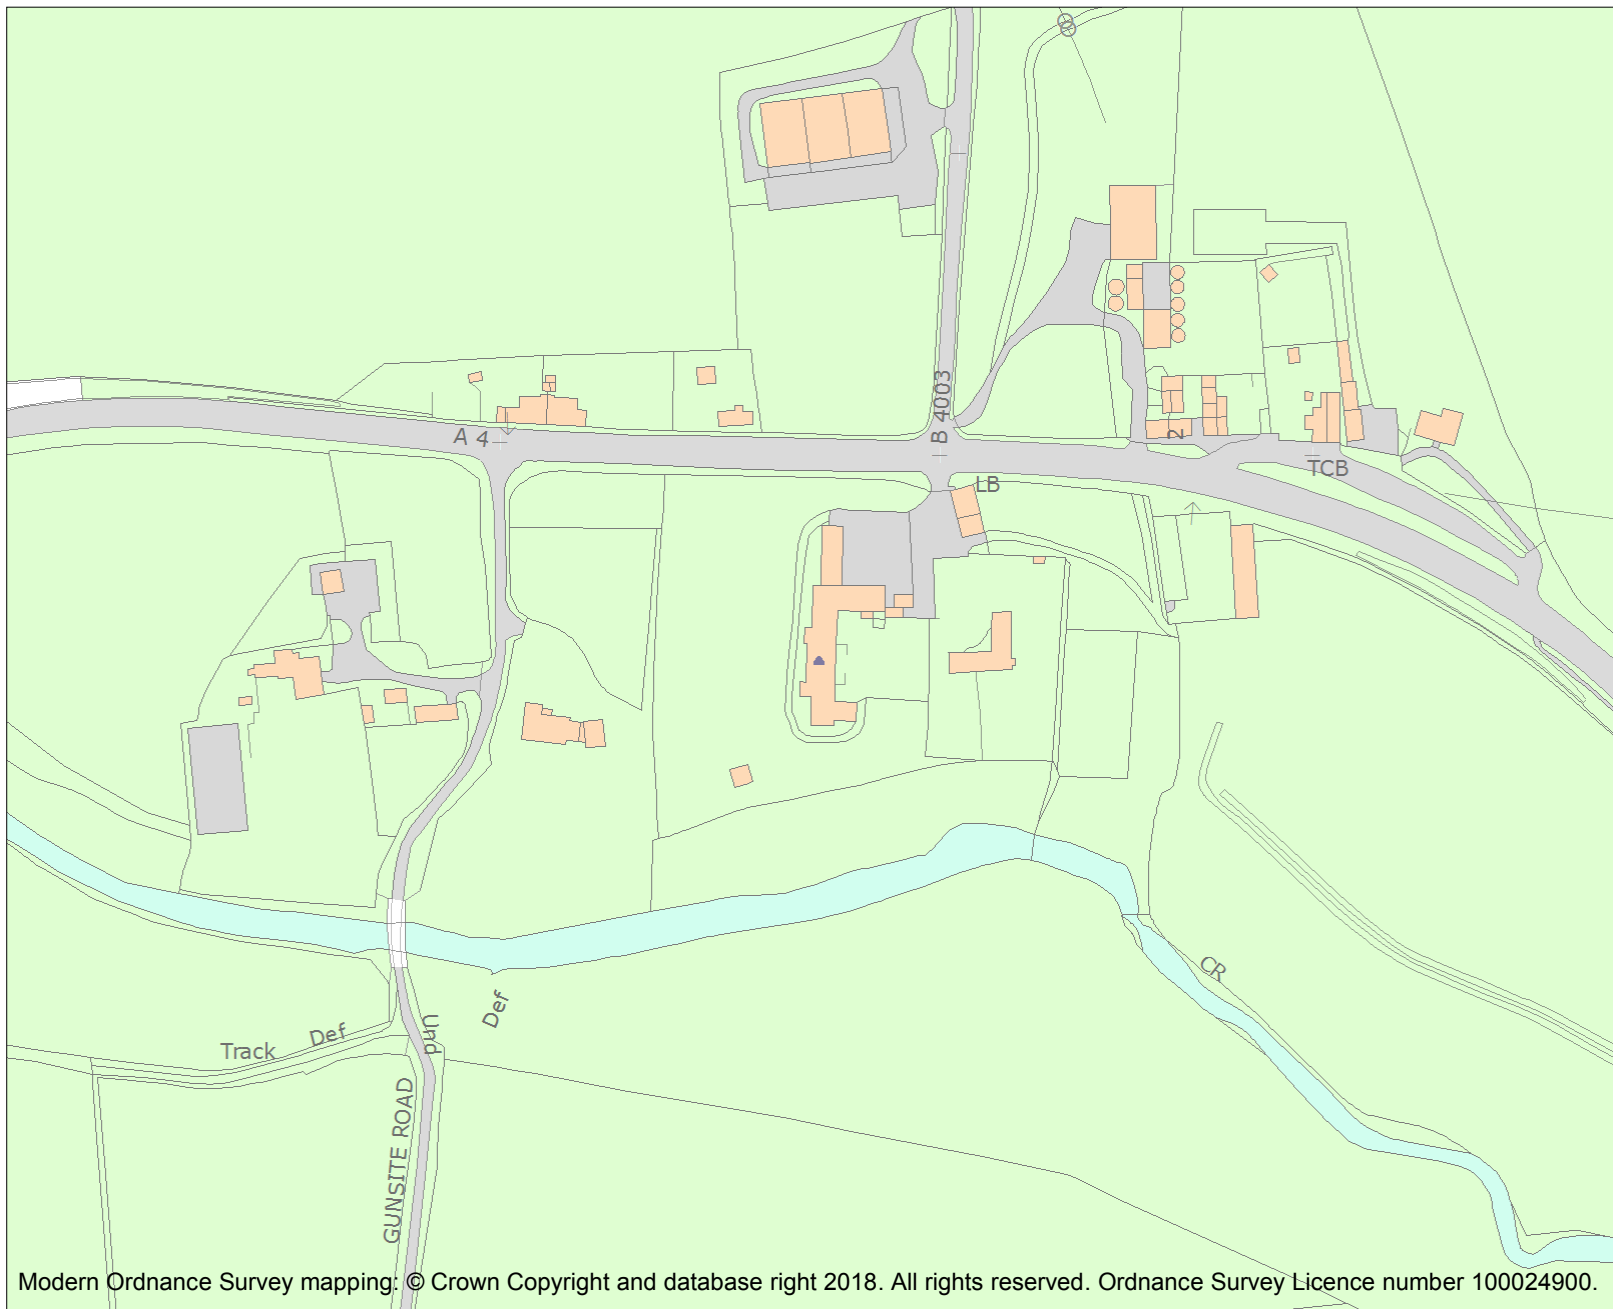 B 4003
A 4
2
TCB
LB
CR
Def
Und
Def
Track
GUNSITE ROAD
Modern Ordnance Survey mapping: © Crown Copyright and database right 2018. All rights reserved. Ordnance Survey Licence number 100024900.